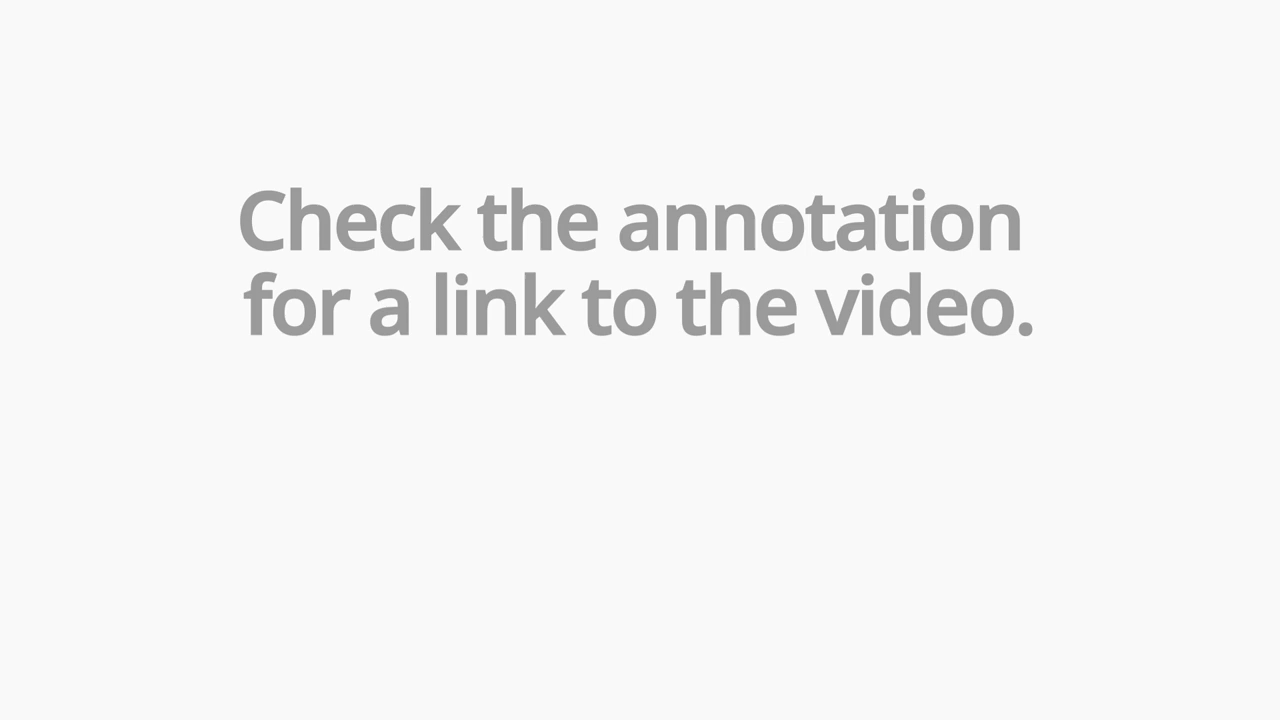 Check the annotation
for a link to the video.